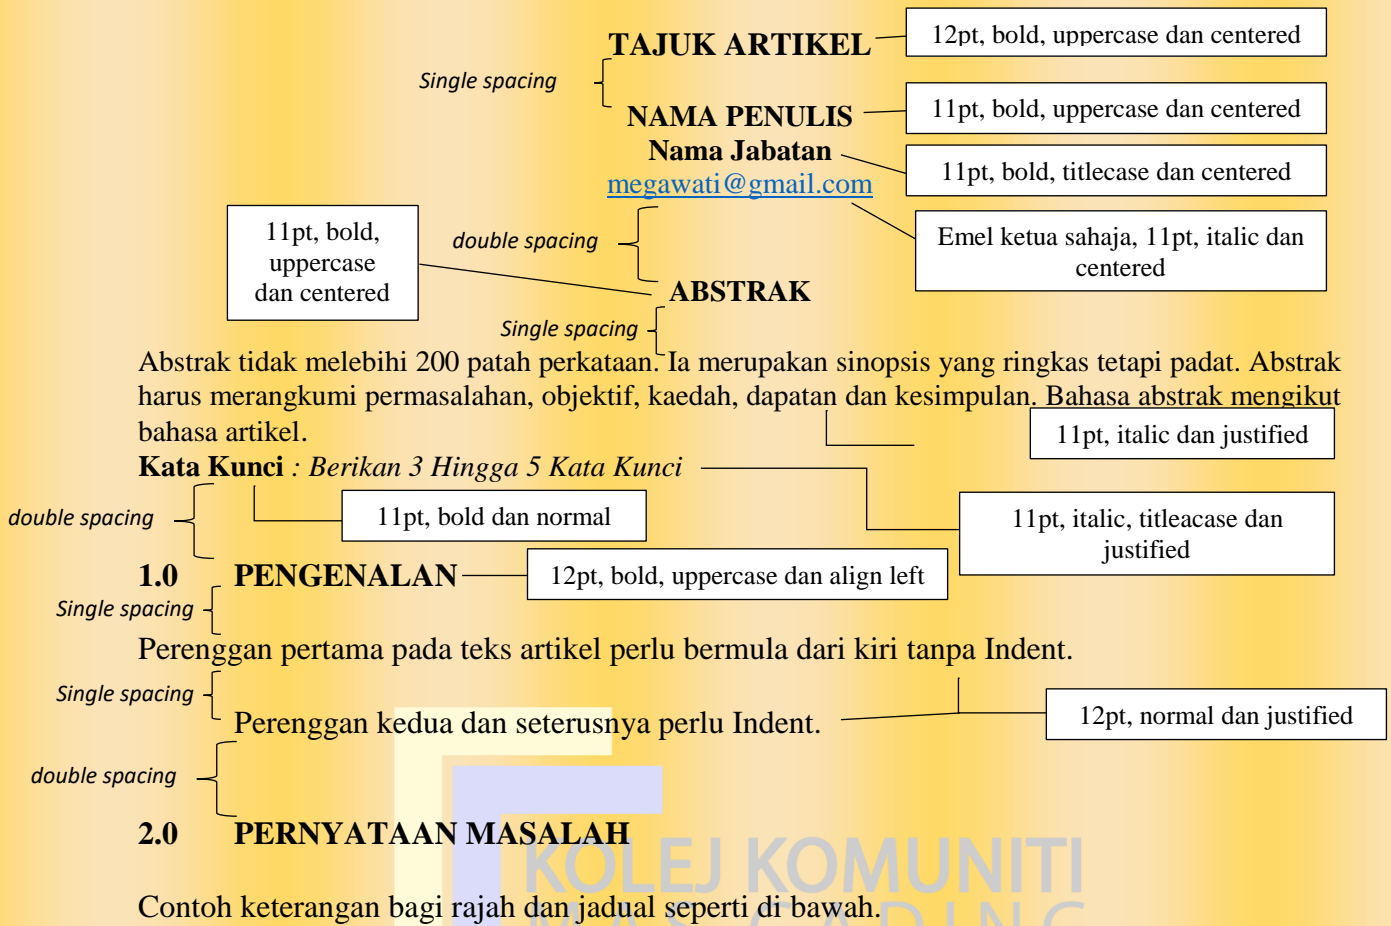 TAJUK ARTIKEL
12pt, bold, uppercase dan centered
Single spacing
NAMA PENULIS
11pt, bold, uppercase dan centered
Nama Jabatan
11pt, bold, titlecase dan centered
megawati@gmail.com
Emel ketua sahaja, 11pt, italic dan
centered
11pt, bold,
uppercase
dan centered
double spacing
ABSTRAK
Single spacing
Abstrak tidak melebihi 200 patah perkataan. Ia merupakan sinopsis yang ringkas tetapi padat. Abstrak
harus merangkumi permasalahan, objektif, kaedah, dapatan dan kesimpulan. Bahasa abstrak mengikut
bahasa artikel.
11pt, italic dan justified
Kata Kunci : Berikan 3 Hingga 5 Kata Kunci
double spacing
11pt, bold dan normal
11pt, italic, titleacase dan
justified
1.0 PENGENALAN
12pt, bold, uppercase dan align left
Single spacing
Perenggan pertama pada teks artikel perlu bermula dari kiri tanpa Indent.
Single spacing
Perenggan kedua dan seterusnya perlu Indent.
12pt, normal dan justified
double spacing
2.0 PERNYATAAN MASALAH
KOLEJ KOMUNITI
MAS GADING
Contoh keterangan bagi rajah dan jadual seperti di bawah.